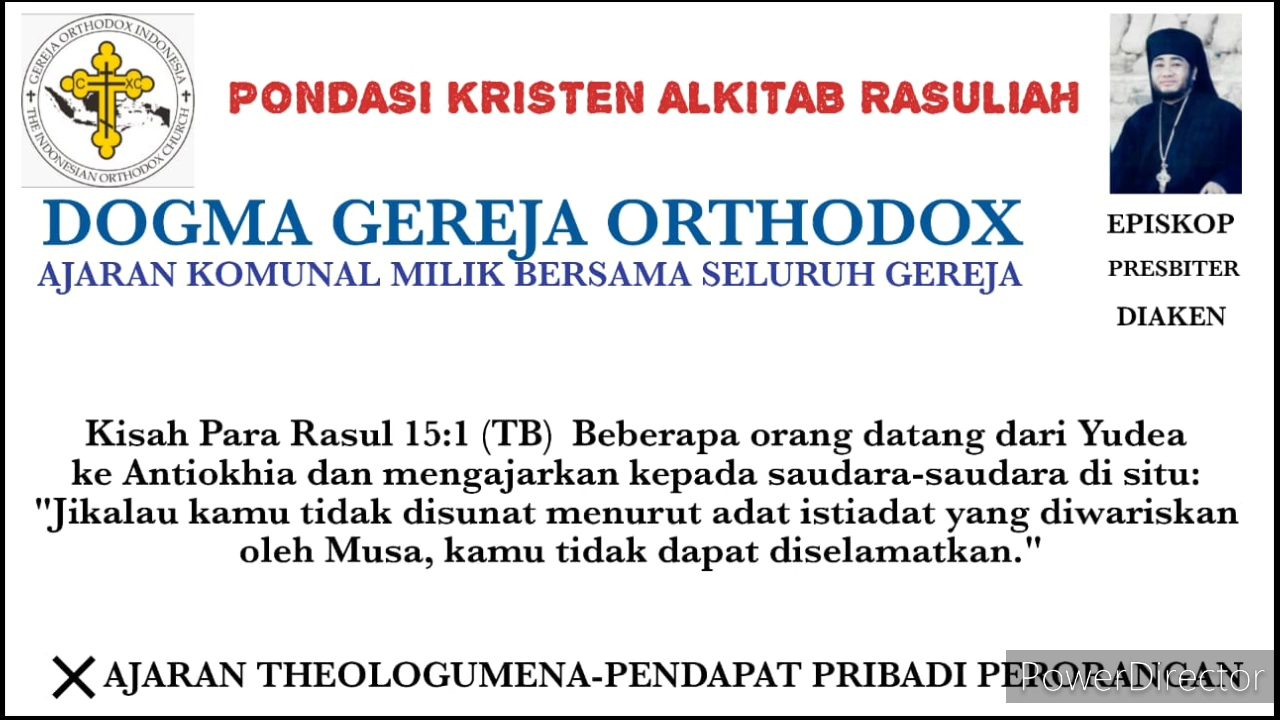 GEREJA ORTHODOX INDONESIA
THE INDONESIAN ORTHODOX CHURCH
C XC
PONDASI KRISTEN ALKITAB RASULIAH
DOGMA GEREJA ORTHODOX
AJARAN KOMUNAL MILIK BERSAMA SELURUH GEREJA
EPISKOP
PRESBITER
DIAKEN
Kisah Para Rasul 15:1 (TB) Beberapa orang datang dari Yudea
ke Antiokhia dan mengajarkan kepada saudara-saudara di situ:
"Jikalau kamu tidak disunat menurut adat istiadat yang diwariskan
oleh Musa, kamu tidak dapat diselamatkan."
AJARAN THEOLOGUMENA-PENDAPAT PRIBADI PERORANGAN
PowerDirector